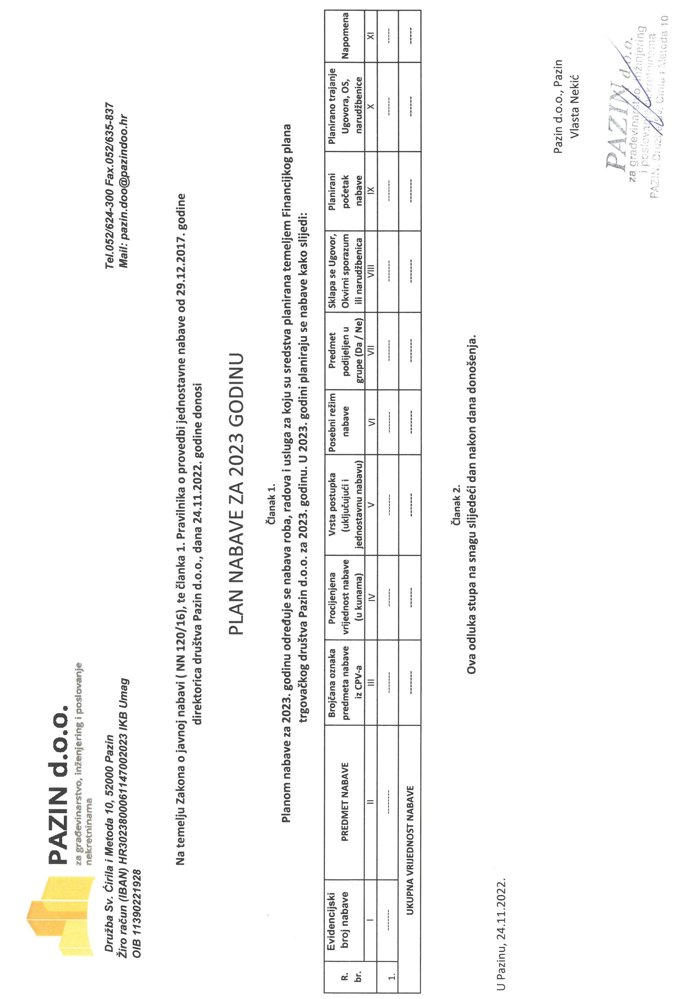 PAZIN d.o.o.
za građevinarstvo, inženjering i poslovanje
nekretninama
Družba Sv. Ćirila i Metoda 10, 52000 Pazin
Žiro račun (IBAN) HR3023800061147002023 IKB Umag
OIB 11390221928
Tel.052/624-300 Fax.052/635-837
Mail: pazin.doo@pazindoo.hr
Na temelju Zakona o javnoj nabavi ( NN 120/16), te članka 1. Pravilnika o provedbi jednostavne nabave od 29.12.2017. godine
direktorica društva Pazin d.o.o., dana 24.11.2022. godine donosi
PLAN NABAVE ZA 2023 GODINU
Članak 1.
Planom nabave za 2023. godinu određuje se nabava roba, radova i usluga za koju su sredstva planirana temeljem Financijkog plana
trgovačkog društva Pazin d.o.o. za 2023. godinu. U 2023. godini planiraju se nabave kako slijedi:
R.
br.
Evidencijski
broj nabave
PREDMET NABAVE
Brojčana oznaka
predmeta nabave
iz CPV-a
Procijenjena
vrijednost nabave
(u kunama)
Vrsta postupka
(uključujući i
jednostavnu nabavu)
Posebni režim
nabave
Predmet
podijeljen u
grupe (Da / Ne)
Sklapa se Ugovor,
Okvirni sporazum
ili narudžbenica
Planirani
početak
nabave
Planirano trajanje
Ugovora, OS,
narudžbenice
Napomena
I II III IV V VI VII VIII IX X XI
1. ------- --------- ------- ------ ------- ------- ------- ------- ------- ------ -----
UKUPNA VRIJEDNOST NABAVE ------- ------ ------- ------- ------- ------- ------- ------ -----
Članak 2.
Ova odluka stupa na snagu slijedeći dan nakon dana donošenja.
U Pazinu, 24.11.2022.
Pazin d.o.o., Pazin
Vlasta Nekić
PAZIN d.o.o.
za građevinarstvo, inžinjering
i poslovanje nekretninama
PAZIN, Družbe sv. Ćirila i Metoda 10